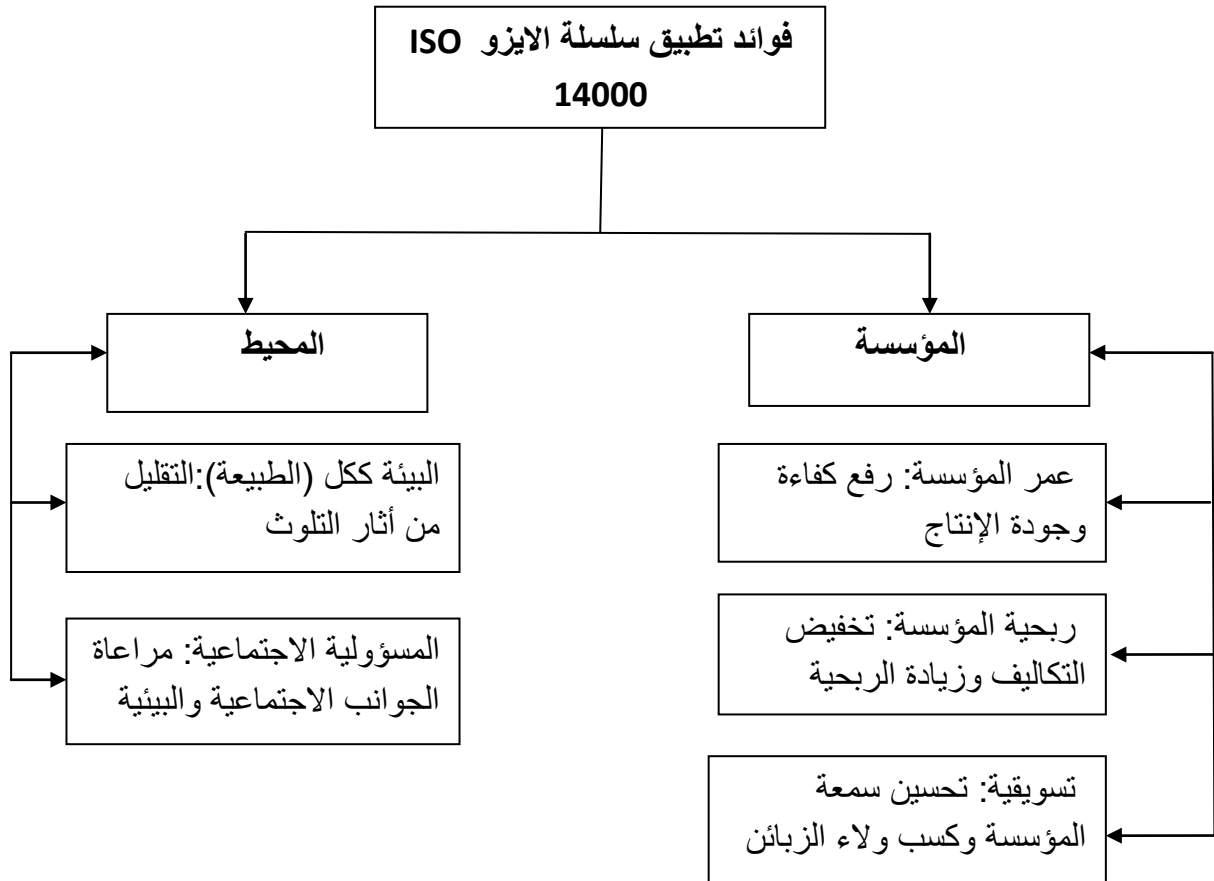 فوائد تطبيق سلسلة الايزو ISO
14000
المؤسسة
عمر المؤسسة: رفع كفاءة
وجودة الإنتاج
ربحية المؤسسة: تخفيض
التكاليف وزيادة الربحية
تسويقية: تحسين سمعة
المؤسسة وكسب ولاء الزبائن
المحيط
البيئة ككل (الطبيعة):التقليل
من أثار التلوث
المسؤولية الاجتماعية: مراعاة
الجوانب الاجتماعية والبيئية